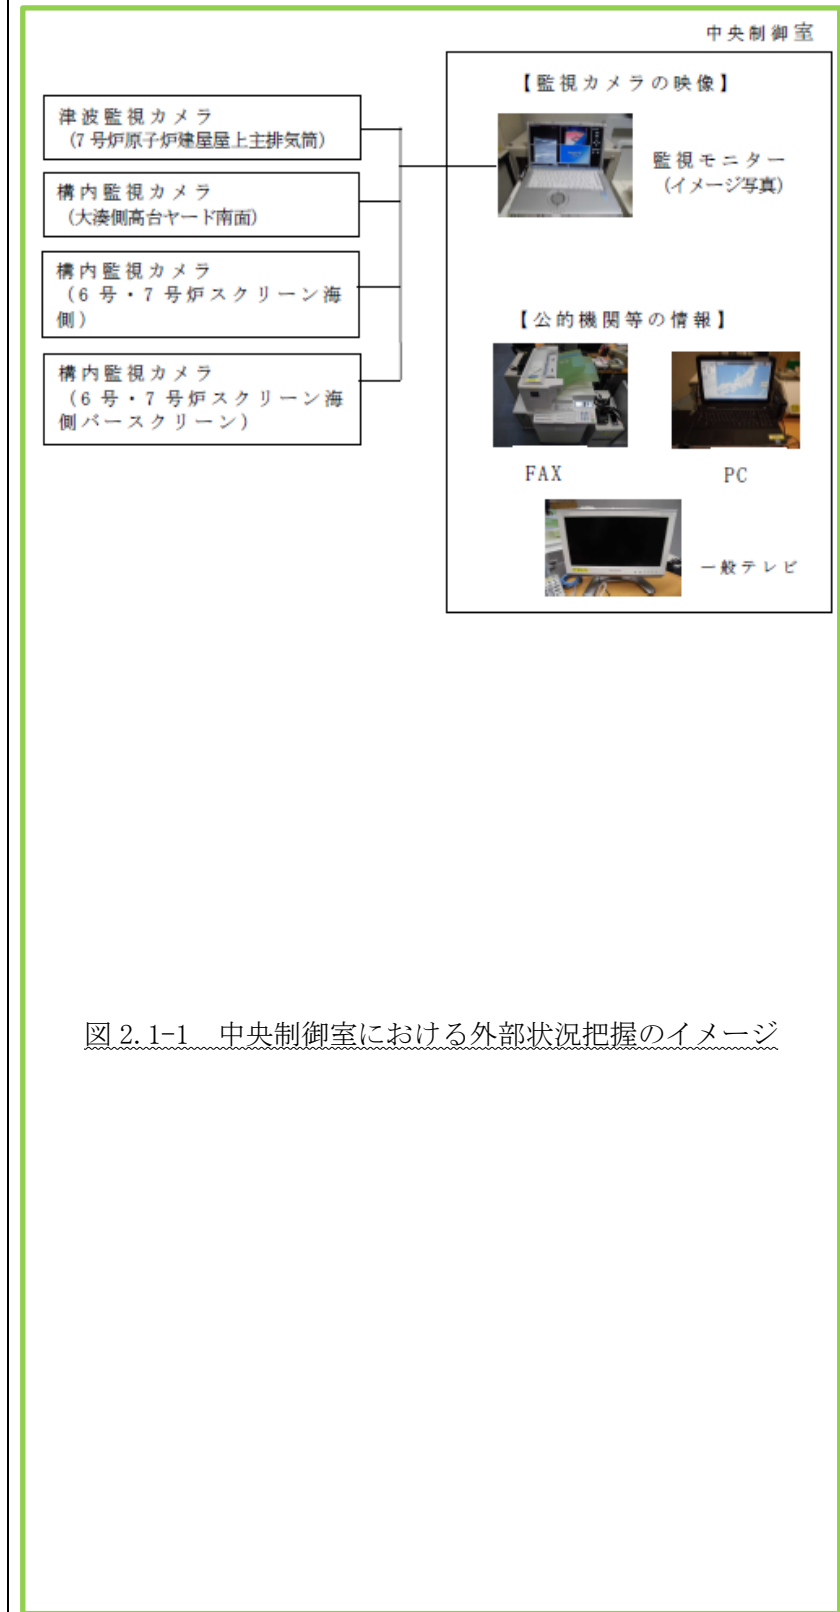 中央制御室
【監視カメラの映像】
津波監視カメラ
(7号炉原子炉建屋屋上主排気筒)
監視モニター
(イメージ写真)
構内監視カメラ
(大湊側高台ヤード南面)
構内監視カメラ
(6号・7号炉スクリーン海
側)
【公的機関等の情報】
構内監視カメラ
(6号・7号炉スクリーン海
側バースクリーン)
FAX
PC
一般テレビ
図2.1-1 中央制御室における外部状況把握のイメージ